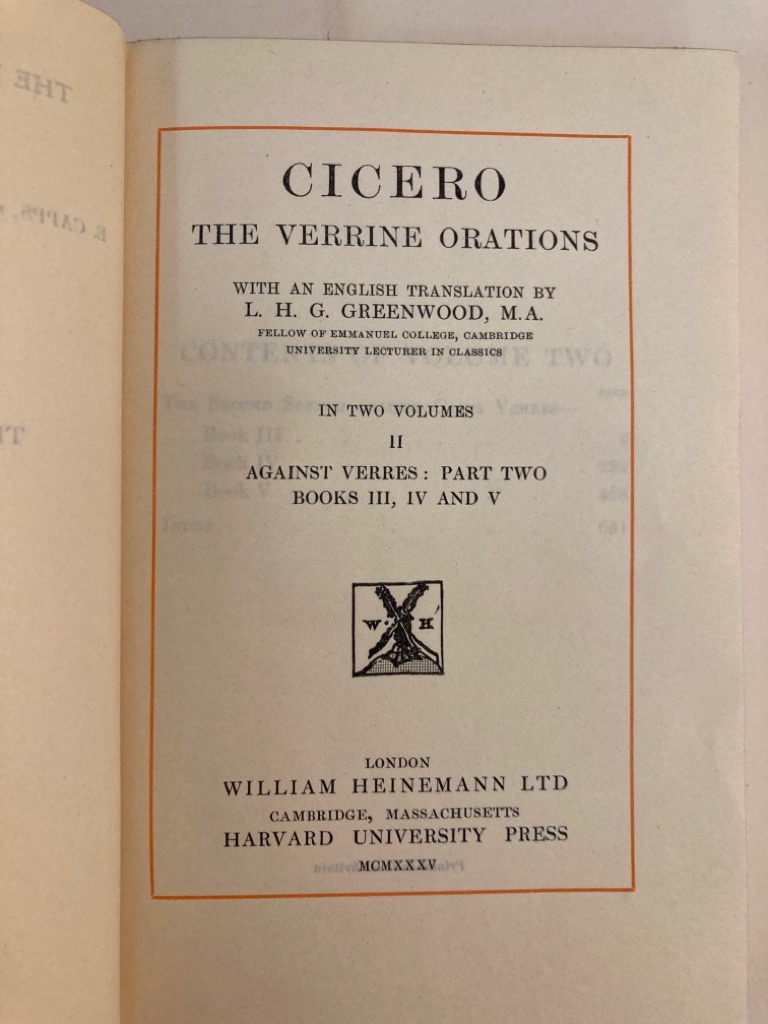 CICERO
THE VERRINE ORATIONS
WITH AN ENGLISH TRANSLATION BY
L. H. G. GREENWOOD, M.A.
FELLOW OF EMMANUEL COLLEGE, CAMBRIDGE
UNIVERSITY LECTURER IN CLASSICS
IN TWO VOLUMES
II
AGAINST VERRES: PART TWO
BOOKS III, IV AND V
W H
LONDON
WILLIAM HEINEMANN LTD
CAMBRIDGE, MASSACHUSETTS
HARVARD UNIVERSITY PRESS
MCMXXXV